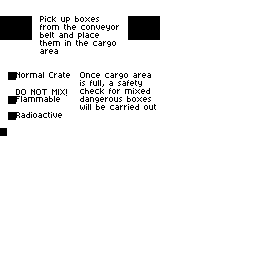 Pick up boxes
from the conveyor
belt and place
them in the cargo
area
Normal Crate
DO NOT MIX!
Flammable
Radioactive
Once cargo area
is full, a safety
check for mixed
dangerous boxes
will be carried out